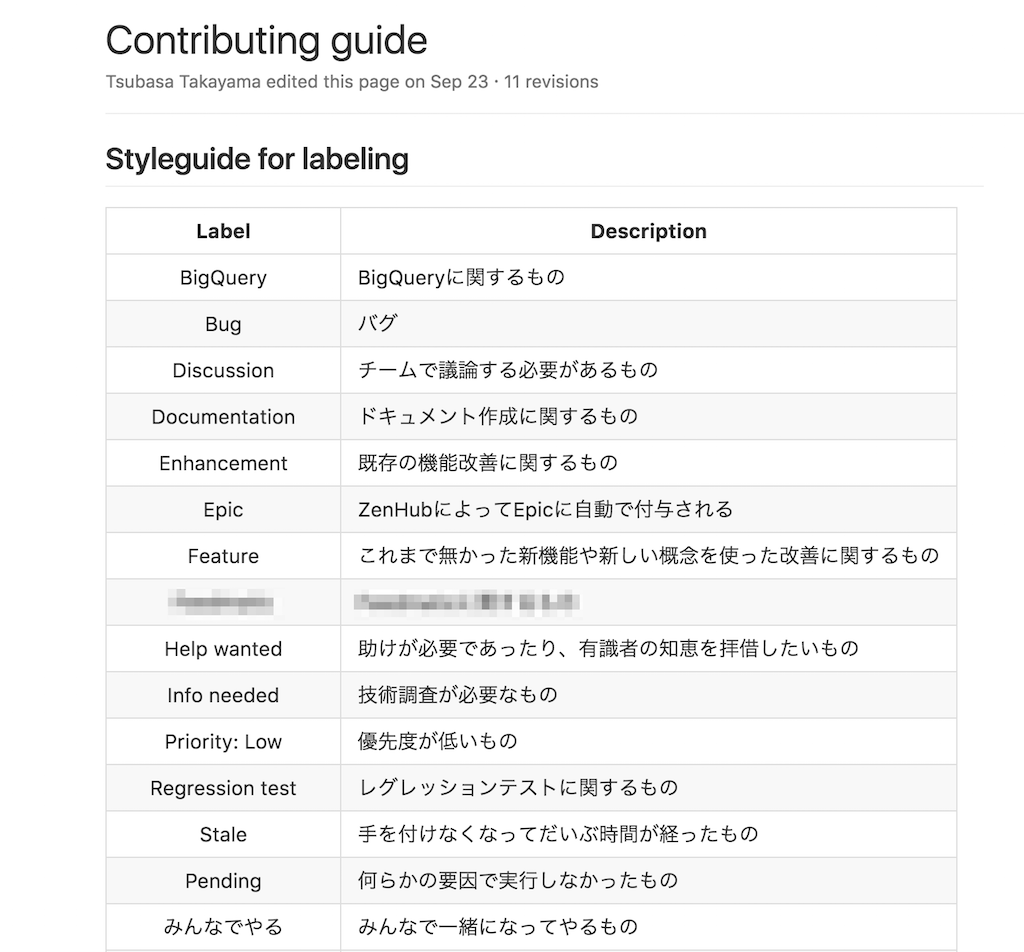 Contributing guide
Tsubasa Takayama edited this page on Sep 23 · 11 revisions
Styleguide for labeling
Label Description
BigQuery BigQueryに関するもの
Bug バグ
Discussion チームで議論する必要があるもの
Documentation ドキュメント作成に関するもの
Enhancement 既存の機能改善に関するもの
Epic ZenHubによってEpicに自動で付与される
Feature これまで無かった新機能や新しい概念を使った改善に関するもの
Help wanted 助けが必要であったり、有識者の知恵を拝借したいもの
Info needed 技術調査が必要なもの
Priority: Low 優先度が低いもの
Regression test レグレッションテストに関するもの
Stale 手を付けなくなってだいぶ時間が経ったもの
Pending 何らかの要因で実行しなかったもの
みんなでやる みんなで一緒になってやるもの